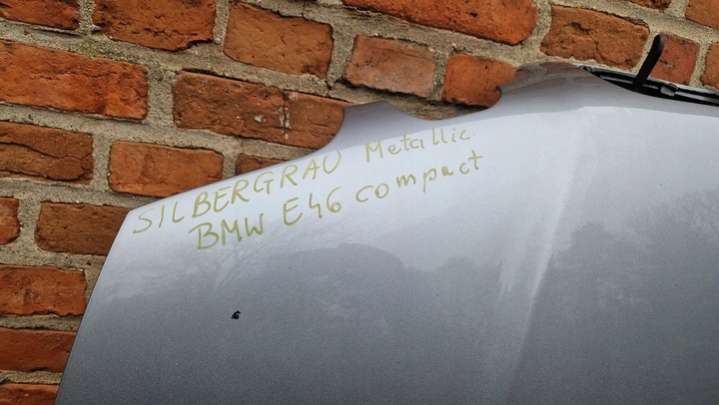 SILBERGRAU Metallic
BMW E46 compact